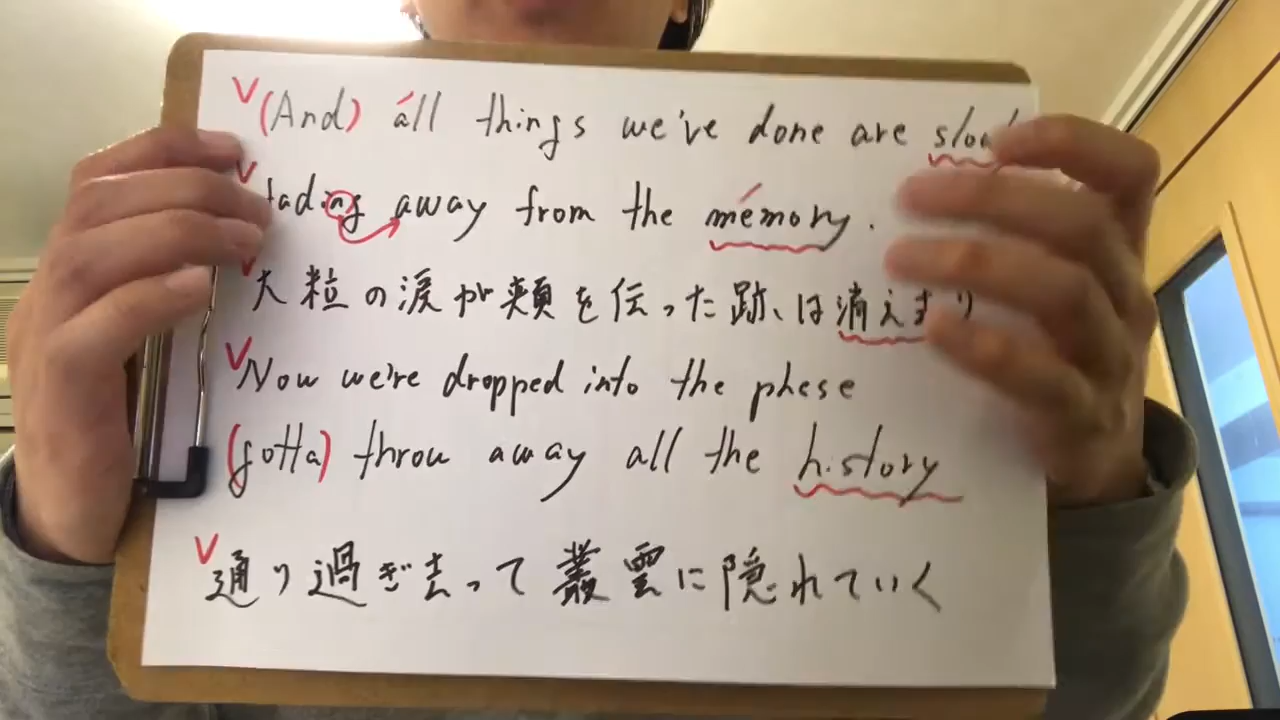 (And) all things we've done are
fading away from the memory.
大粒の涙が頬を伝った跡は消え
Now we're dropped into the phese
(gotta) throw away all the history
通り過ぎ去って叢雲に隠れていく